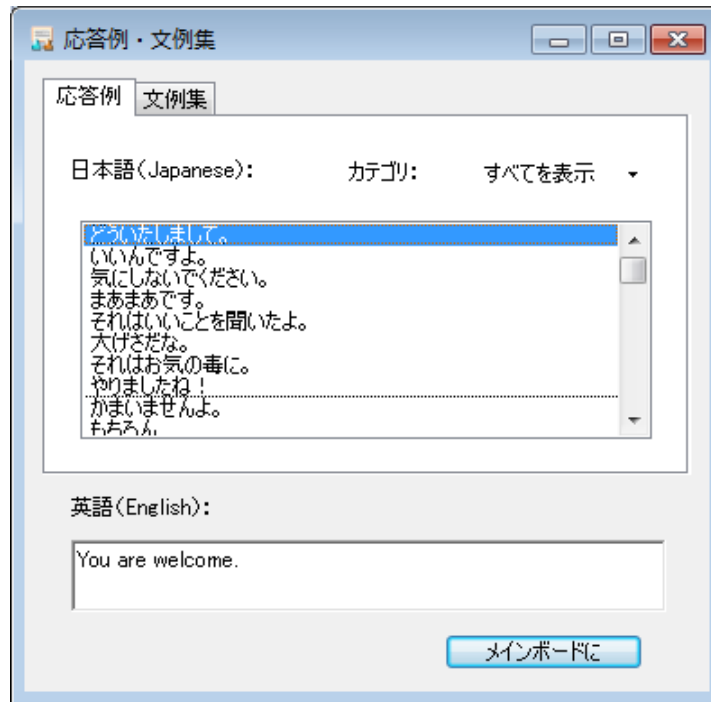 応答例・文例集
応答例 文例集
日本語(Japanese): カテゴリ: すべてを表示
どういたしまして。
いいんですよ。
気にしないでください。
まあまあです。
それはいいことを聞いたよ。
大げさだな。
それはお気の毒に。
やりましたね!
かまいませんよ。
もちろん
英語(English):
You are welcome.
メインボードに